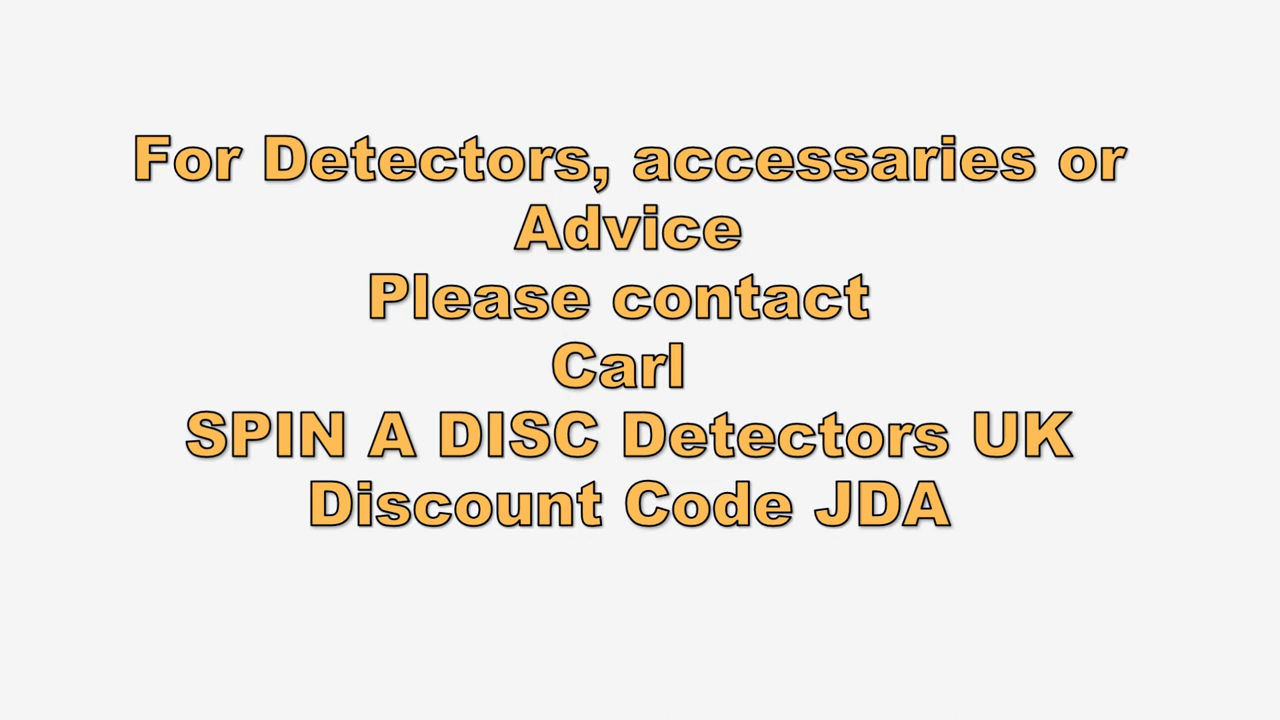 For Detectors, accessaries or
Advice
Please contact
Carl
SPIN A DISC Detectors UK
Discount Code JDA